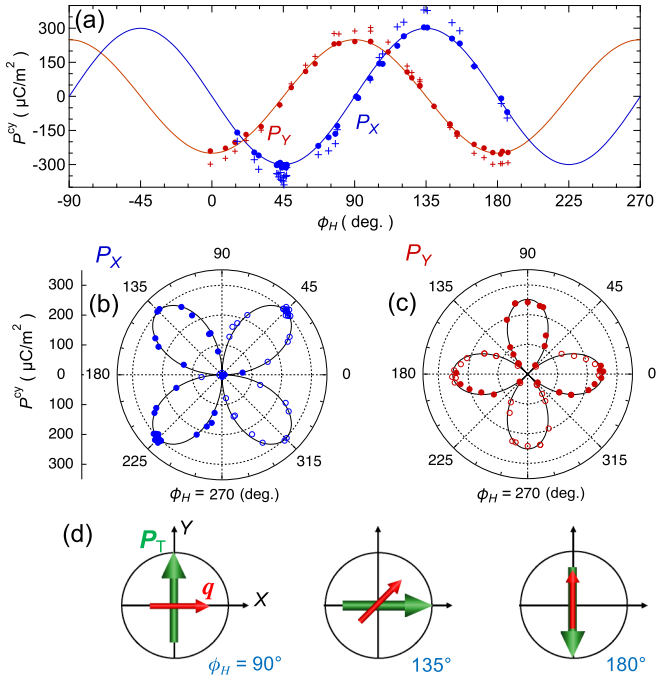 (a)
P^cy ( μC/m² )
300
150
0
-150
-300
P_Y
P_X
-90 -45 0 45 90 135 180 225 270
ϕ_H ( deg. )
P_X
P_Y
(b)
(c)
P^cy ( μC/m² )
300
200
100
0
100
200
300
90
135
45
180
0
225
315
ϕ_H = 270 (deg.)
90
135
45
180
0
225
315
ϕ_H = 270 (deg.)
(d)
P_T
Y
q
X
ϕ_H = 90°
135°
180°